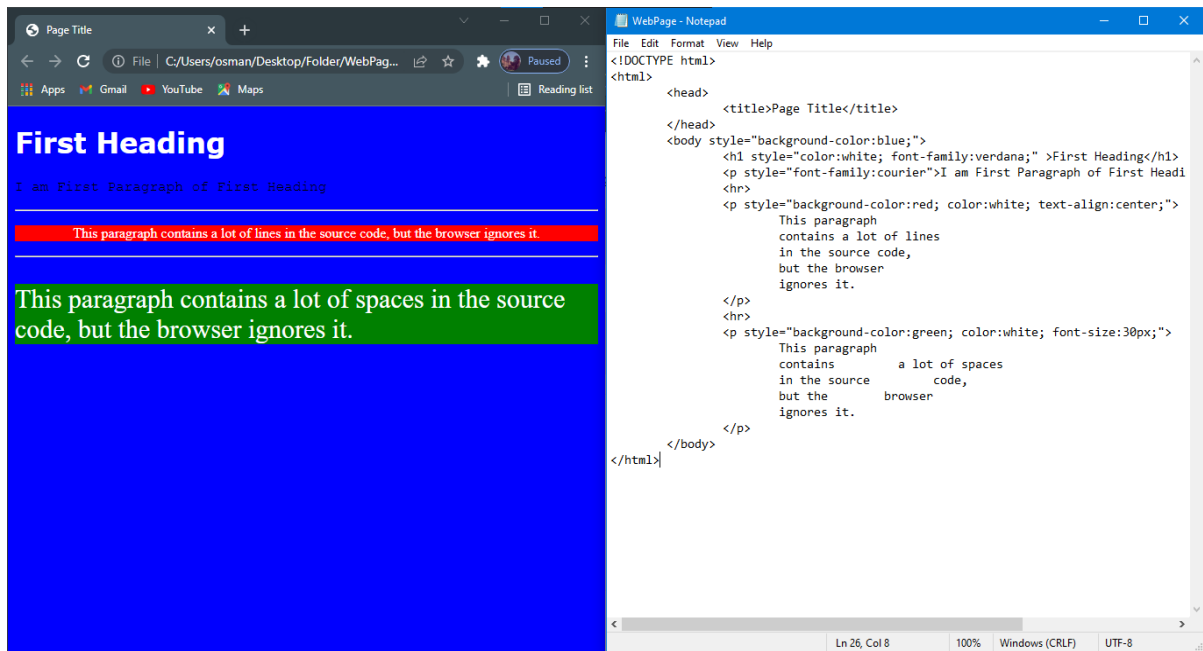 Page Title
File
C:/Users/osman/Desktop/Folder/WebPag...
Paused
Apps
Gmail
YouTube
Maps
Reading list
First Heading
I am First Paragraph of First Heading
This paragraph contains a lot of lines in the source code, but the browser ignores it.
This paragraph contains a lot of spaces in the source
code, but the browser ignores it.
WebPage - Notepad
File Edit Format View Help
<!DOCTYPE html>
<html>
<head>
<title>Page Title</title>
</head>
<body style="background-color:blue;">
<h1 style="color:white; font-family:verdana;" >First Heading</h1>
<p style="font-family:courier">I am First Paragraph of First Headi
<hr>
<p style="background-color:red; color:white; text-align:center;">
This paragraph
contains a lot of lines
in the source code,
but the browser
ignores it.
</p>
<hr>
<p style="background-color:green; color:white; font-size:30px;">
This paragraph
contains        a lot of spaces
in the source        code,
but the        browser
ignores it.
</p>
</body>
</html>
Ln 26, Col 8
100%
Windows (CRLF)
UTF-8